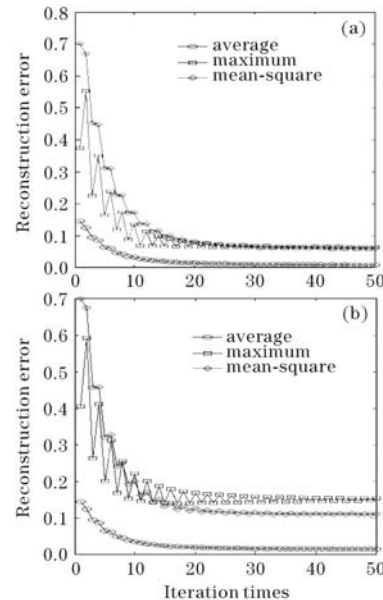 (a)
0.8
0.7
0.6
0.5
0.4
0.3
0.2
0.1
0.0
Reconstruction error
average
maximum
mean-square
0 10 20 30 40 50
(b)
0.7
0.6
0.5
0.4
0.3
0.2
0.1
0.0
Reconstruction error
average
maximum
mean-square
0 10 20 30 40 50
Iteration times